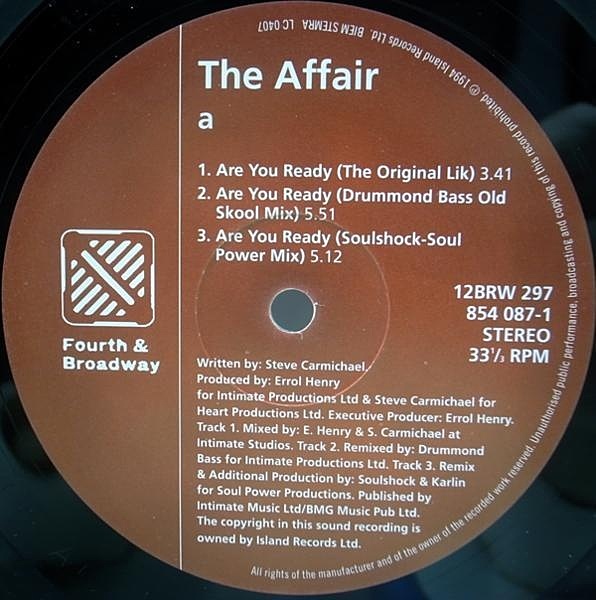 The Affair
a
1. Are You Ready (The Original Lik) 3.41
2. Are You Ready (Drummond Bass Old
Skool Mix) 5.51
3. Are You Ready (Soulshock-Soul
Power Mix) 5.12
12BRW 297
854 087-1
STEREO
33⅓ RPM
Fourth &
Broadway
Written by: Steve Carmichael.
Produced by: Errol Henry
for Intimate Productions Ltd & Steve Carmichael for
Heart Productions Ltd. Executive Producer: Errol Henry.
Track 1. Mixed by: E. Henry & S. Carmichael at
Intimate Studios. Track 2. Remixed by: Drummond
Bass for Intimate Productions Ltd. Track 3. Remix
& Additional Production by: Soulshock & Karlin
for Soul Power Productions. Published by
Intimate Music Ltd/BMG Music Pub Ltd.
The copyright in this sound recording is
owned by Island Records Ltd.
All rights of the manufacturer and of the owner of the recorded work reserved. Unauthorised public performance, broadcasting and copying of this record prohibited. ℗ 1994 Island Records Ltd. BIEM STEMRA LC 0407